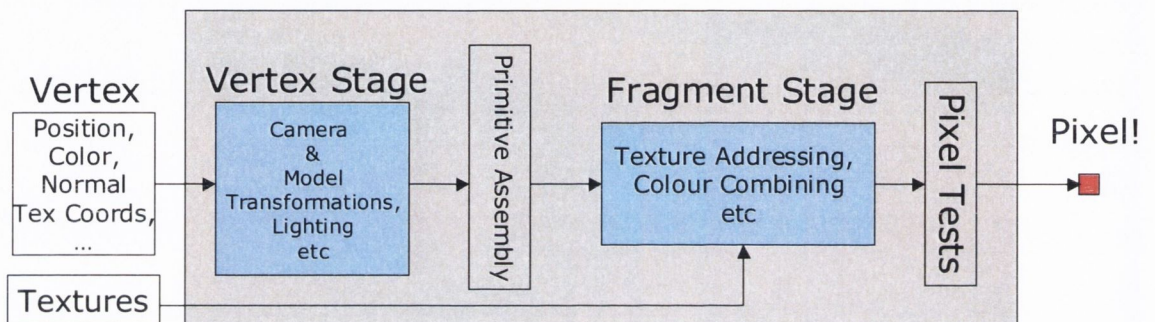 Vertex
Position,
Color,
Normal
Tex Coords,
...
Textures
Vertex Stage
Camera
&
Model
Transformations,
Lighting
etc
Primitive Assembly
Fragment Stage
Texture Addressing,
Colour Combining
etc
Pixel Tests
Pixel!